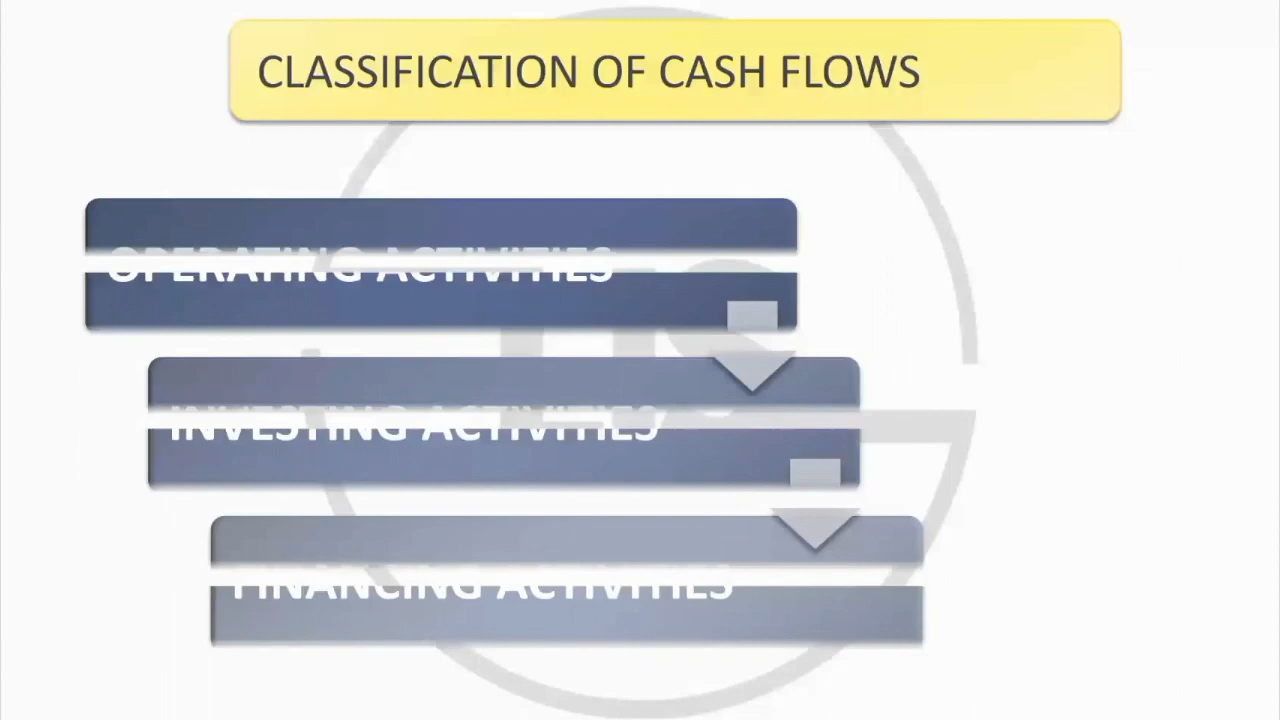 CLASSIFICATION OF CASH FLOWS
OPERATING ACTIVITIES
INVESTING ACTIVITIES
FINANCING ACTIVITIES